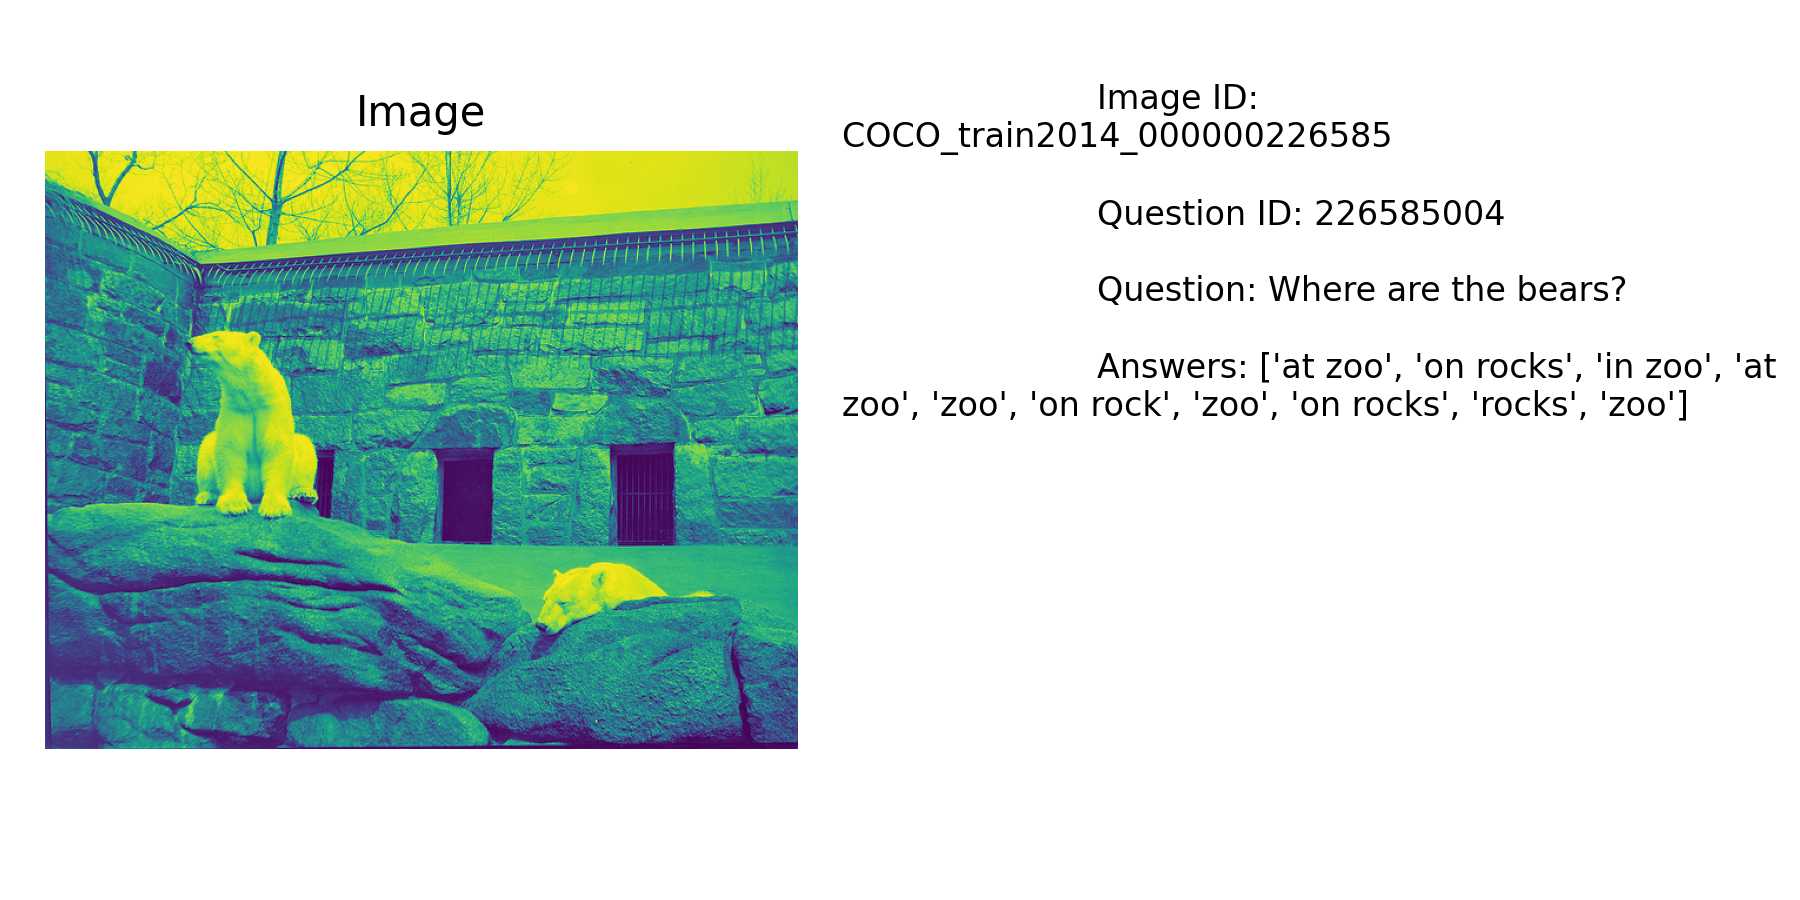 Image
Image ID:
COCO_train2014_000000226585
Question ID: 226585004
Question: Where are the bears?
Answers: ['at zoo', 'on rocks', 'in zoo', 'at
zoo', 'zoo', 'on rock', 'zoo', 'on rocks', 'rocks', 'zoo']